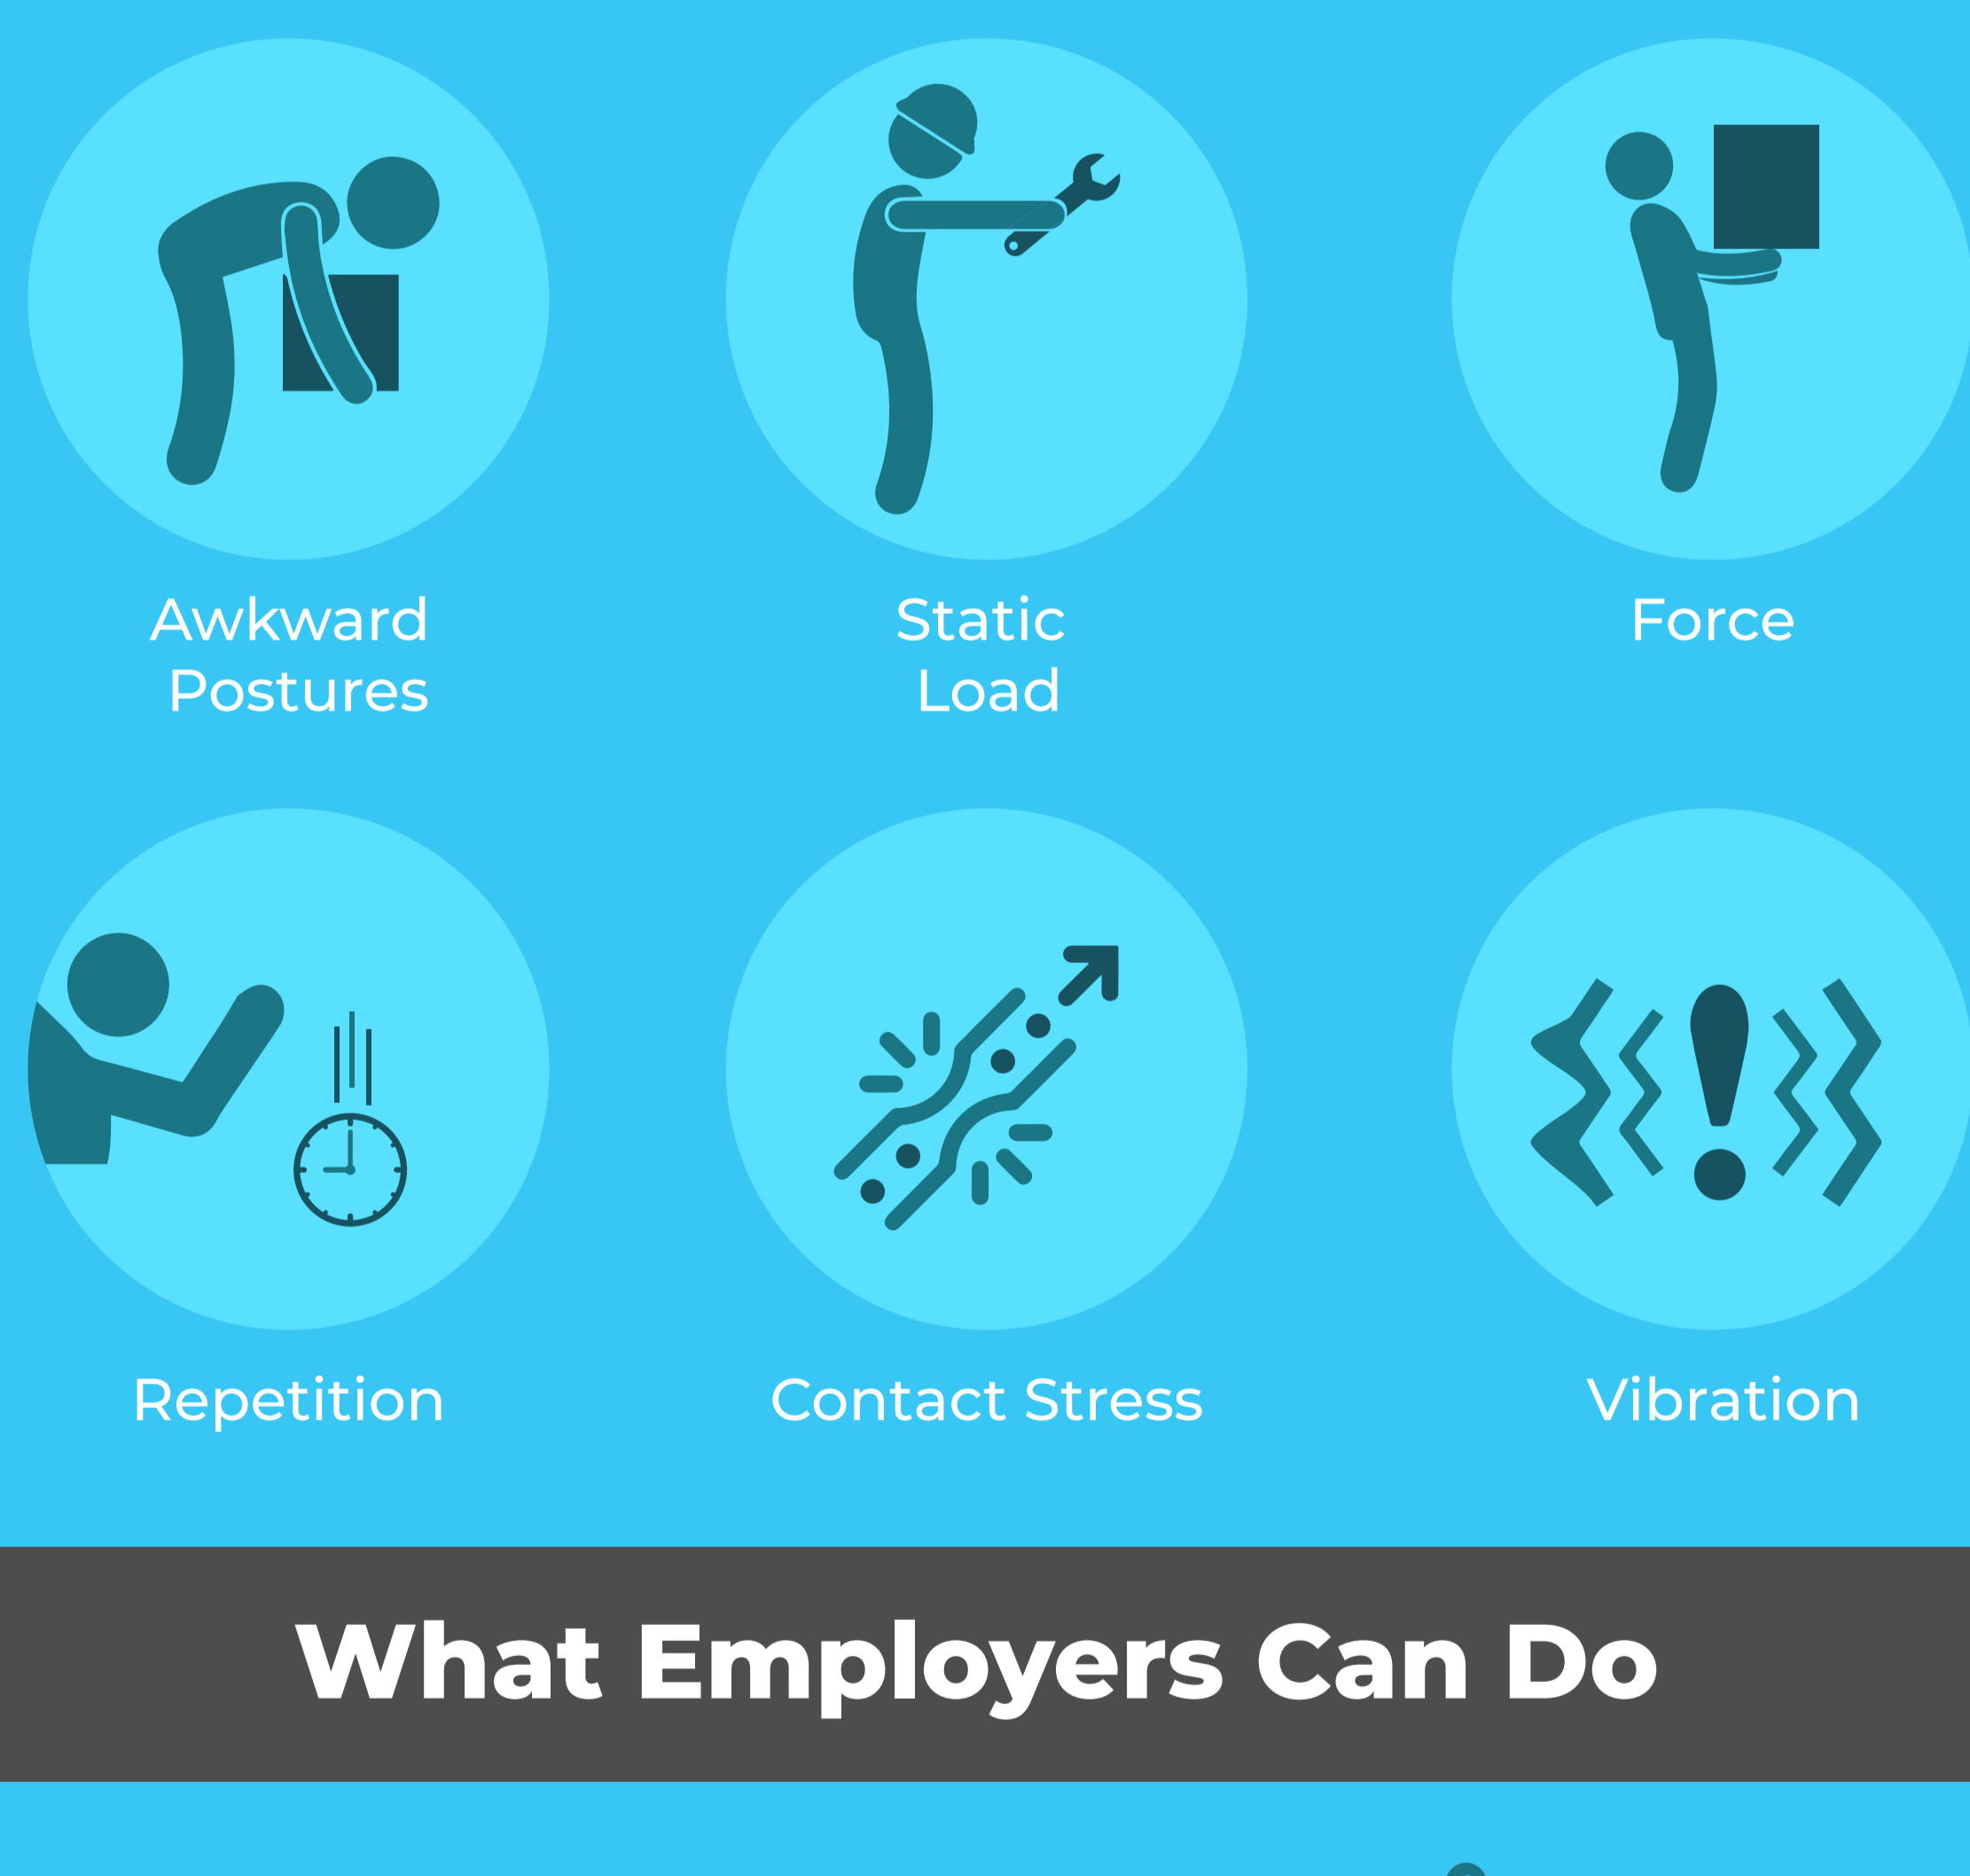 Awkward
Postures
Static
Load
Force
Repetition
Contact Stress
Vibration
What Employers Can Do